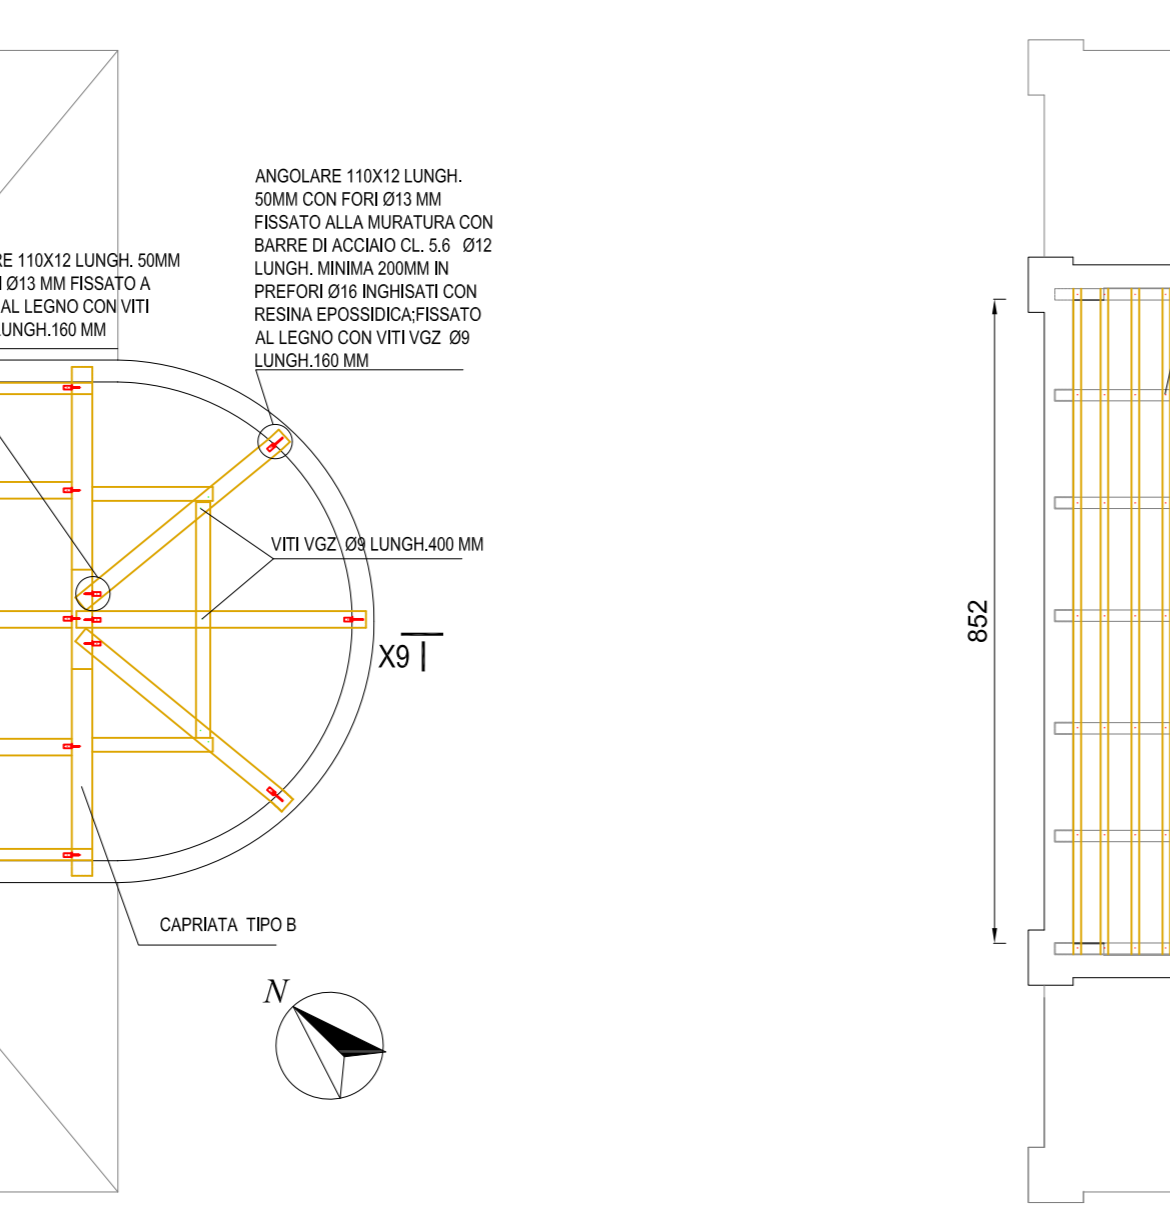 ANGOLARE 110X12 LUNGH.
50MM CON FORI Ø13 MM
FISSATO ALLA MURATURA CON
BARRE DI ACCIAIO CL. 5.6 Ø12
LUNGH. MINIMA 200MM IN
PREFORI Ø16 INGHISATI CON
RESINA EPOSSIDICA;FISSATO
AL LEGNO CON VITI VGZ Ø9
LUNGH.160 MM
RE 110X12 LUNGH. 50MM
Ø13 MM FISSATO A
AL LEGNO CON VITI
UNGH.160 MM
VITI VGZ Ø9 LUNGH.400 MM
X9
852
CAPRIATA TIPO B
N